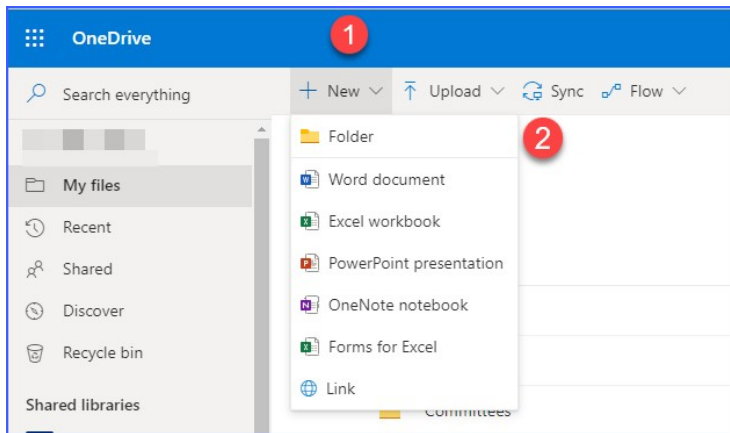 OneDrive
1
Search everything
New
Upload
Sync
Flow
2
Folder
My files
Word document
Recent
Excel workbook
Shared
PowerPoint presentation
Discover
OneNote notebook
Recycle bin
Forms for Excel
Link
Shared libraries
Committees